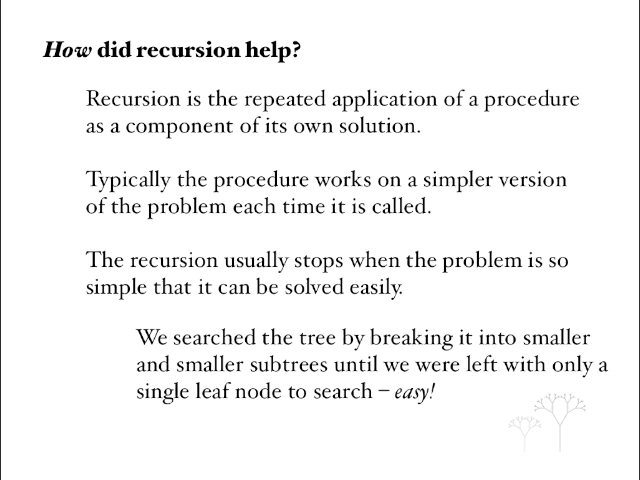 How did recursion help?
Recursion is the repeated application of a procedure
as a component of its own solution.
Typically the procedure works on a simpler version
of the problem each time it is called.
The recursion usually stops when the problem is so
simple that it can be solved easily.
We searched the tree by breaking it into smaller
and smaller subtrees until we were left with only a
single leaf node to search – easy!